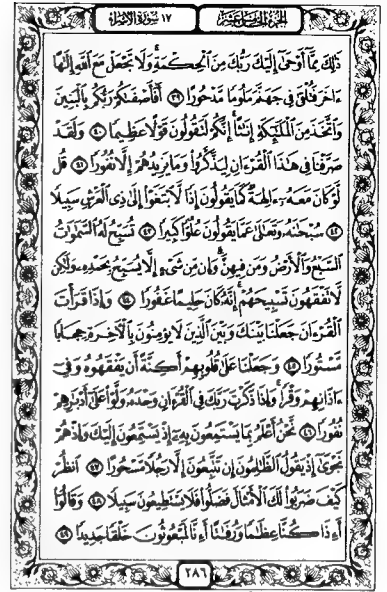 الجزء الخامس عشر
١٧ سورة الإسراء
ذَٰلِكَ مِمَّآ أَوْحَىٰٓ إِلَيْكَ رَبُّكَ مِنَ ٱلْحِكْمَةِۗ وَلَا تَجْعَلْ مَعَ ٱللَّهِ إِلَٰهًا
ءَاخَرَ فَتُلْقَىٰ فِى جَهَنَّمَ مَلُومًا مَّدْحُورًا ٣٩ أَفَأَصْفَىٰكُمْ رَبُّكُم بِٱلْبَنِينَ
وَٱتَّخَذَ مِنَ ٱلْمَلَٰٓئِكَةِ إِنَٰثًاۚ إِنَّكُمْ لَتَقُولُونَ قَوْلًا عَظِيمًا ٤٠ وَلَقَدْ
صَرَّفْنَا فِى هَٰذَا ٱلْقُرْءَانِ لِيَذَّكَّرُوا۟ وَمَا يَزِيدُهُمْ إِلَّا نُفُورًا ٤١ قُل
لَّوْ كَانَ مَعَهُۥٓ ءَالِهَةٌ كَمَا يَقُولُونَ إِذًا لَّٱبْتَغَوْا۟ إِلَىٰ ذِى ٱلْعَرْشِ سَبِيلًا
٤٢ سُبْحَٰنَهُۥ وَتَعَٰلَىٰ عَمَّا يَقُولُونَ عُلُوًّا كَبِيرًا ٤٣ تُسَبِّحُ لَهُ ٱلسَّمَٰوَٰتُ
ٱلسَّبْعُ وَٱلْأَرْضُ وَمَن فِيهِنَّۚ وَإِن مِّن شَىْءٍ إِلَّا يُسَبِّحُ بِحَمْدِهِۦ وَلَٰكِن
لَّا تَفْقَهُونَ تَسْبِيحَهُمْۗ إِنَّهُۥ كَانَ حَلِيمًا غَفُورًا ٤٤ وَإِذَا قَرَأْتَ
ٱلْقُرْءَانَ جَعَلْنَا بَيْنَكَ وَبَيْنَ ٱلَّذِينَ لَا يُؤْمِنُونَ بِٱلْءَاخِرَةِ حِجَابًا
مَّسْتُورًا ٤٥ وَجَعَلْنَا عَلَىٰ قُلُوبِهِمْ أَكِنَّةً أَن يَفْقَهُوهُ وَفِىٓ
ءَاذَانِهِمْ وَقْرًاۚ وَإِذَا ذَكَرْتَ رَبَّكَ فِى ٱلْقُرْءَانِ وَحْدَهُۥ وَلَّوْا۟ عَلَىٰٓ أَدْبَٰرِهِمْ
نُفُورًا ٤٦ نَّحْنُ أَعْلَمُ بِمَا يَسْتَمِعُونَ بِهِۦٓ إِذْ يَسْتَمِعُونَ إِلَيْكَ وَإِذْ هُمْ
نَجْوَىٰٓ إِذْ يَقُولُ ٱلظَّٰلِمُونَ إِن تَتَّبِعُونَ إِلَّا رَجُلًا مَّسْحُورًا ٤٧ ٱنظُرْ
كَيْفَ ضَرَبُوا۟ لَكَ ٱلْأَمْثَالَ فَضَلُّوا۟ فَلَا يَسْتَطِيعُونَ سَبِيلًا ٤٨ وَقَالُوٓا۟
أَءِذَا كُنَّا عِظَٰمًا وَرُفَٰتًا أَءِنَّا لَمَبْعُوثُونَ خَلْقًا جَدِيدًا ٤٩
٢٨٦